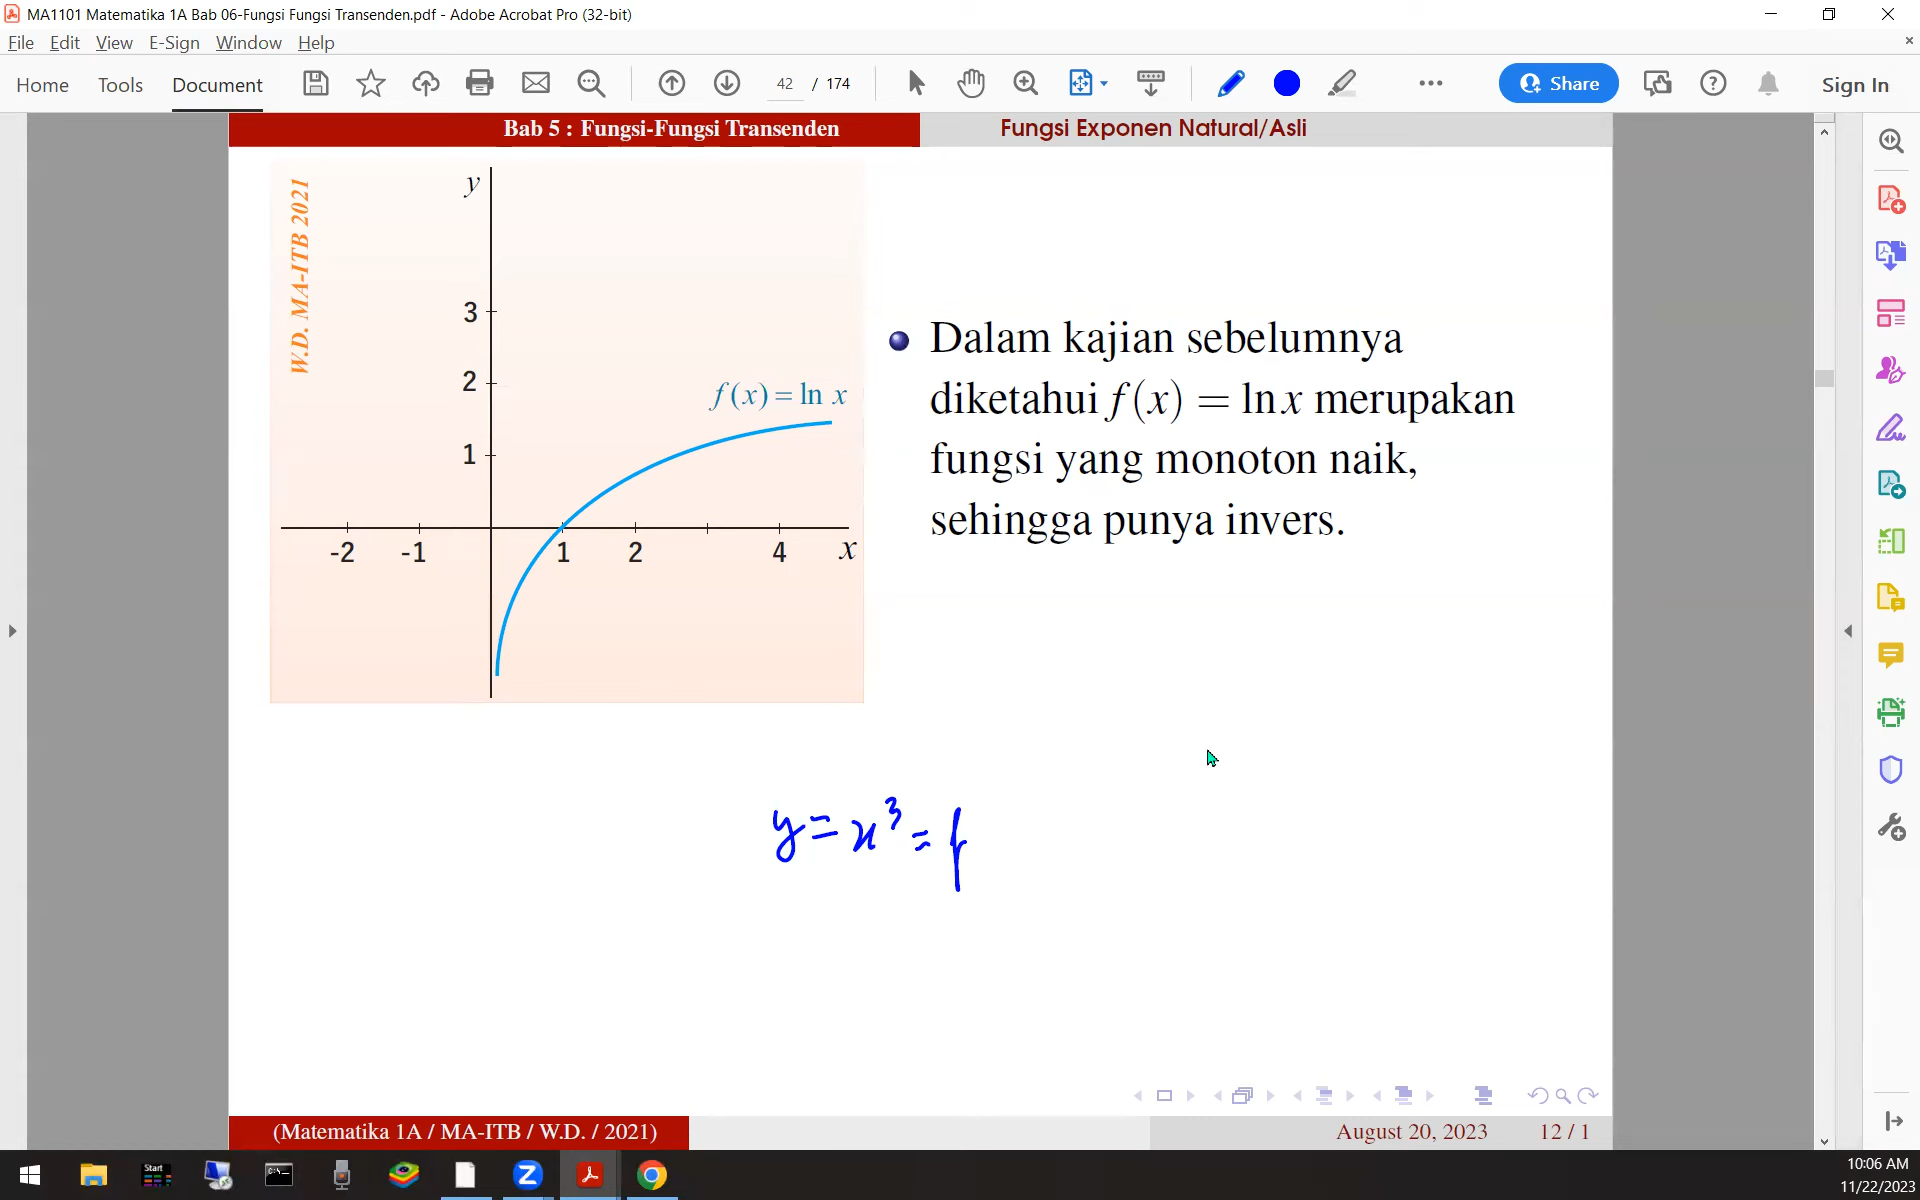 MA1101 Matematika 1A Bab 06-Fungsi Fungsi Transenden.pdf - Adobe Acrobat Pro (32-bit)
File Edit View E-Sign Window Help
Home Tools Document 42 / 174 Share Sign In
Bab 5 : Fungsi-Fungsi Transenden
Fungsi Exponen Natural/Asli
W.D. MA-ITB 2021
y
3
2
1
f(x) = ln x
-2 -1 1 2 4 x
Dalam kajian sebelumnya
diketahui f(x) = ln x merupakan
fungsi yang monoton naik,
sehingga punya invers.
y = x³ = f
(Matematika 1A / MA-ITB / W.D. / 2021)
August 20, 2023 12 / 1
Start
C:\
10:06 AM
11/22/2023